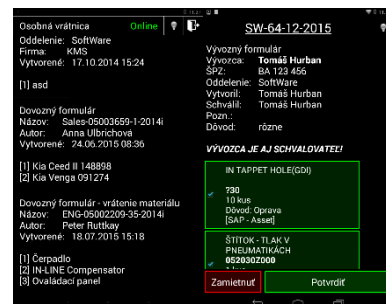 Osobná vrátnica Online
Oddelenie: SoftWare
Firma: KMS
Vytvorené: 17.10.2014 15:24
[1] asd
Dovozný formulár
Názov: Sales-05003659-1-2014i
Autor: Anna Ulbrichová
Vytvorené: 24.06.2015 08:36
[1] Kia Ceed II 148898
[2] Kia Venga 091274
Dovozný formulár - vrátenie materiálu
Názov: ENG-05002209-35-2014i
Autor: Peter Ruttkay
Vytvorené: 18.07.2015 15:18
[1] Čerpadlo
[2] IN-LINE Compensator
[3] Ovaládací panel
SW-64-12-2015
Vývozný formulár
Vývozca: Tomáš Hurban
ŠPZ: BA 123 456
Oddelenie: SoftWare
Vytvoril: Tomáš Hurban
Schválil: Tomáš Hurban
Pozn.:
Dôvod: rôzne
VÝVOZCA JE AJ SCHVALOVATEĽ!
IN TAPPET HOLE(GDI)
?30
10 kus
Dôvod: Oprava
[SAP - Asset]
ŠTÍTOK - TLAK V
PNEUMATIKÁCH
052030Z000
Zamietnuť Potvrdiť